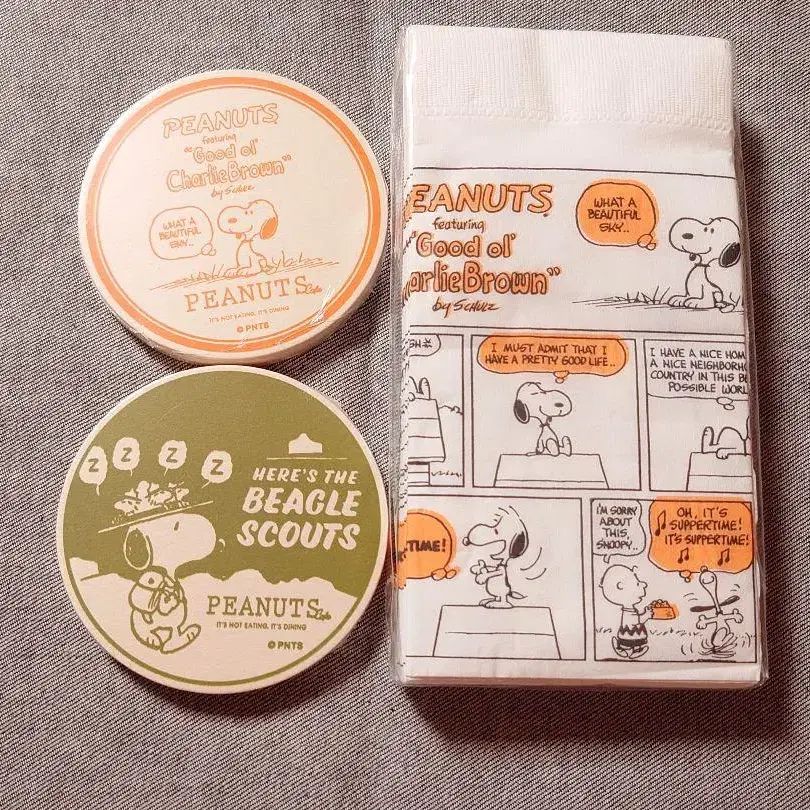 PEANUTS
featuring
"Good ol'
CharlieBrown"
by SCHULZ
WHAT A
BEAUTIFUL
SKY..
PEANUTS Cafe
IT'S NOT EATING, IT'S DINING
© PNTS
Z Z Z Z
HERE'S THE
BEAGLE
SCOUTS
PEANUTS Cafe
IT'S NOT EATING, IT'S DINING
© PNTS
EANUTS
featuring
"Good ol'
arlieBrown"
by SCHULZ
WHAT A
BEAUTIFUL
SKY..
I MUST ADMIT THAT I
HAVE A PRETTY GOOD LIFE..
I HAVE A NICE HOM
A NICE NEIGHBORH
COUNTRY IN THIS BE
POSSIBLE WORL
TIME!
I'M SORRY
ABOUT
THIS,
SNOOPY..
OH, IT'S
SUPPERTIME!
IT'S SUPPERTIME!